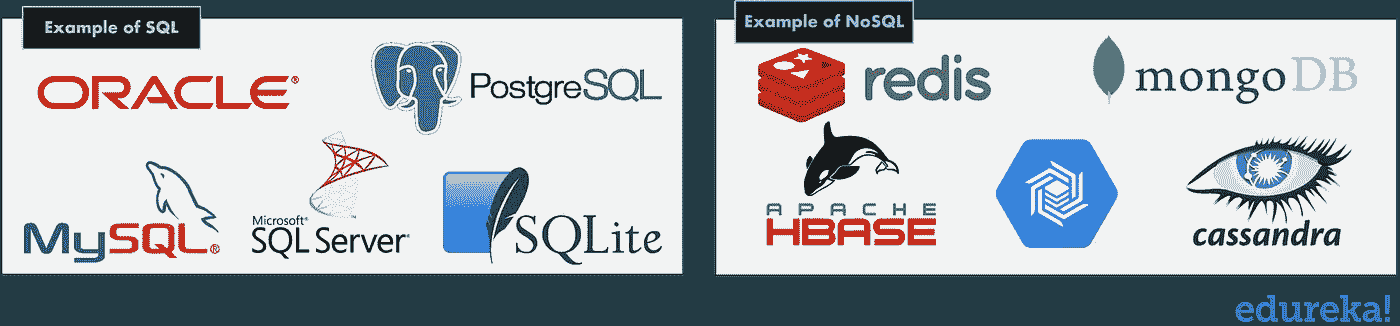 Example of SQL
ORACLE®
PostgreSQL
MySQL®
Microsoft®
SQL Server®
SQLite
Example of NoSQL
redis
mongoDB
APACHE
HBASE
cassandra
edureka!